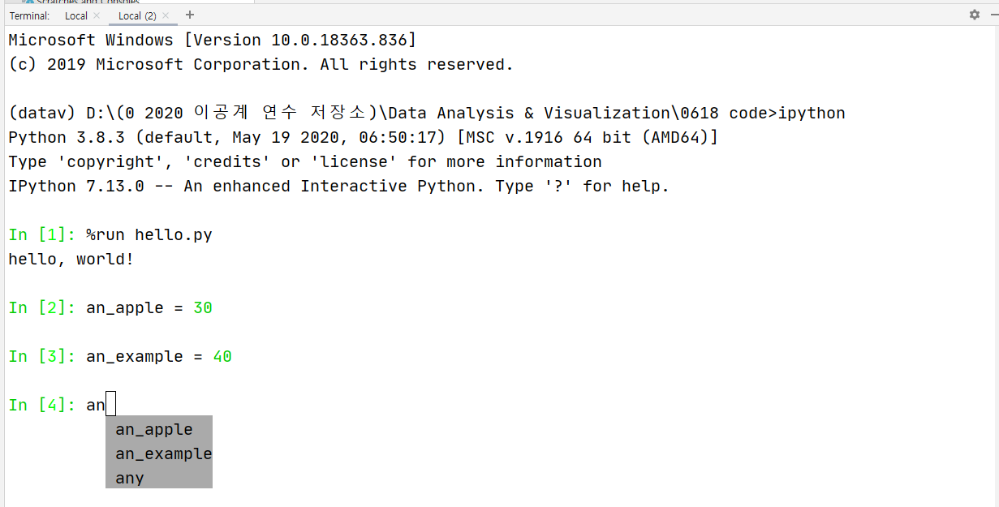 Scratches and Consoles
Terminal: Local × Local (2) × +
Microsoft Windows [Version 10.0.18363.836]
(c) 2019 Microsoft Corporation. All rights reserved.
(datav) D:\(0 2020 이공계 연수 저장소)\Data Analysis & Visualization\0618 code>ipython
Python 3.8.3 (default, May 19 2020, 06:50:17) [MSC v.1916 64 bit (AMD64)]
Type 'copyright', 'credits' or 'license' for more information
IPython 7.13.0 -- An enhanced Interactive Python. Type '?' for help.
In [1]: %run hello.py
hello, world!
In [2]: an_apple = 30
In [3]: an_example = 40
In [4]: an
an_apple
an_example
any